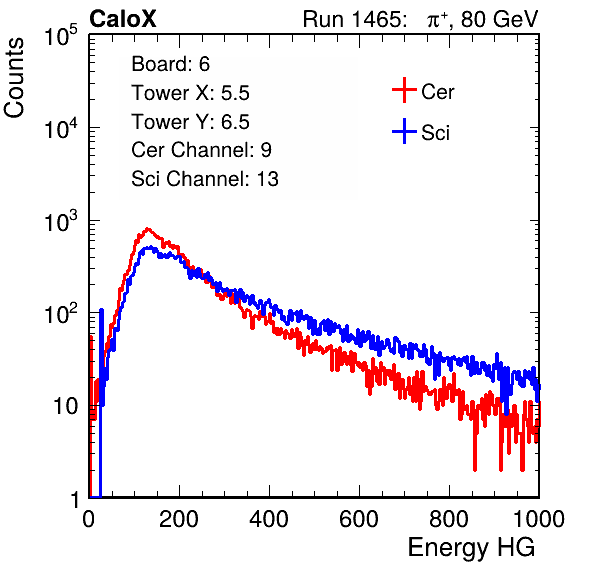 CaloX Run 1465: π⁺, 80 GeV
Counts
Board: 6
Tower X: 5.5
Tower Y: 6.5
Cer Channel: 9
Sci Channel: 13
Cer
Sci
10⁵
10⁴
10³
10²
10
1
0 200 400 600 800 1000
Energy HG